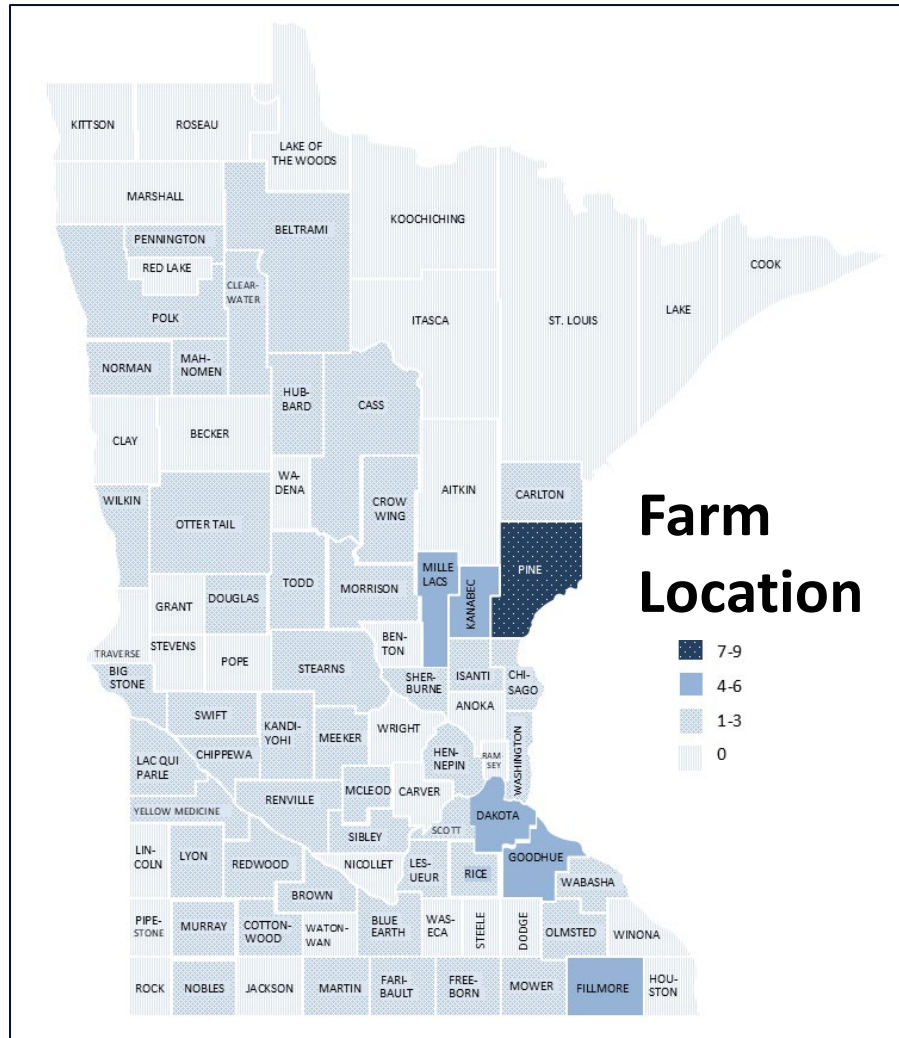 KITTSON
ROSEAU
LAKE OF
THE WOODS
MARSHALL
KOOCHICHING
BELTRAMI
PENNINGTON
RED LAKE
CLEAR-
WATER
COOK
POLK
ITASCA
ST. LOUIS
LAKE
NORMAN
MAH-
NOMEN
HUB-
BARD
CASS
CLAY
BECKER
WA-
DENA
AITKIN
CARLTON
WILKIN
CROW
WING
OTTER TAIL
Farm
Location
MILLE
LACS
PINE
KANABEC
TODD
MORRISON
GRANT
DOUGLAS
TRAVERSE
STEVENS
POPE
BEN-
TON
BIG
STONE
STEARNS
SHER-
BURNE
ISANTI
CHI-
SAGO
7-9
4-6
1-3
0
SWIFT
ANOKA
KANDI-
YOHI
MEEKER
WRIGHT
LAC QUI
PARLE
CHIPPEWA
HEN-
NEPIN
RAM-
SEY
WASHINGTON
YELLOW MEDICINE
RENVILLE
MCLEOD
CARVER
DAKOTA
SCOTT
SIBLEY
LIN-
COLN
LYON
REDWOOD
NICOLLET
LE S-
UEUR
RICE
GOODHUE
WABASHA
BROWN
PIPE-
STONE
MURRAY
COTTON-
WOOD
WATON-
WAN
BLUE
EARTH
WAS-
ECA
STEELE
DODGE
OLMSTED
WINONA
ROCK
NOBLES
JACKSON
MARTIN
FARI-
BAULT
FREE-
BORN
MOWER
FILLMORE
HOU-
STON